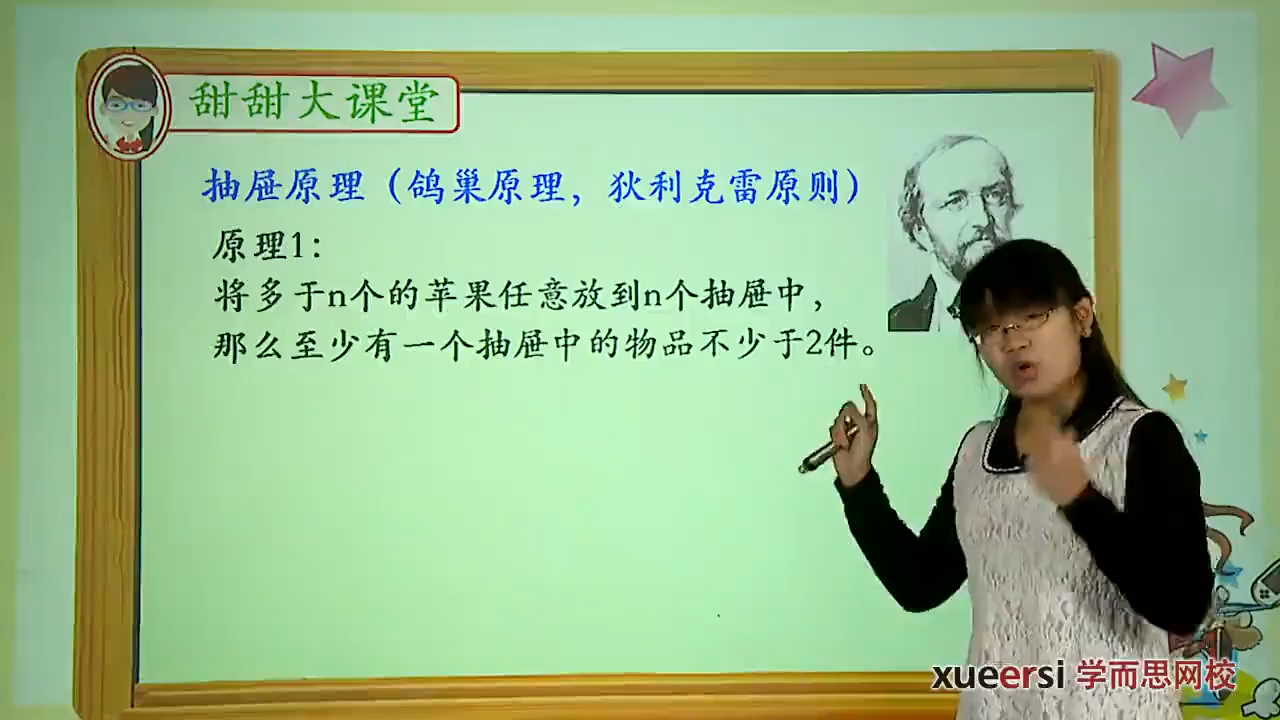 甜甜大课堂
抽屉原理（鸽巢原理，狄利克雷原则）
原理1：
将多于n个的苹果任意放到n个抽屉中，
那么至少有一个抽屉中的物品不少于2件。
xueersi 学而思网校